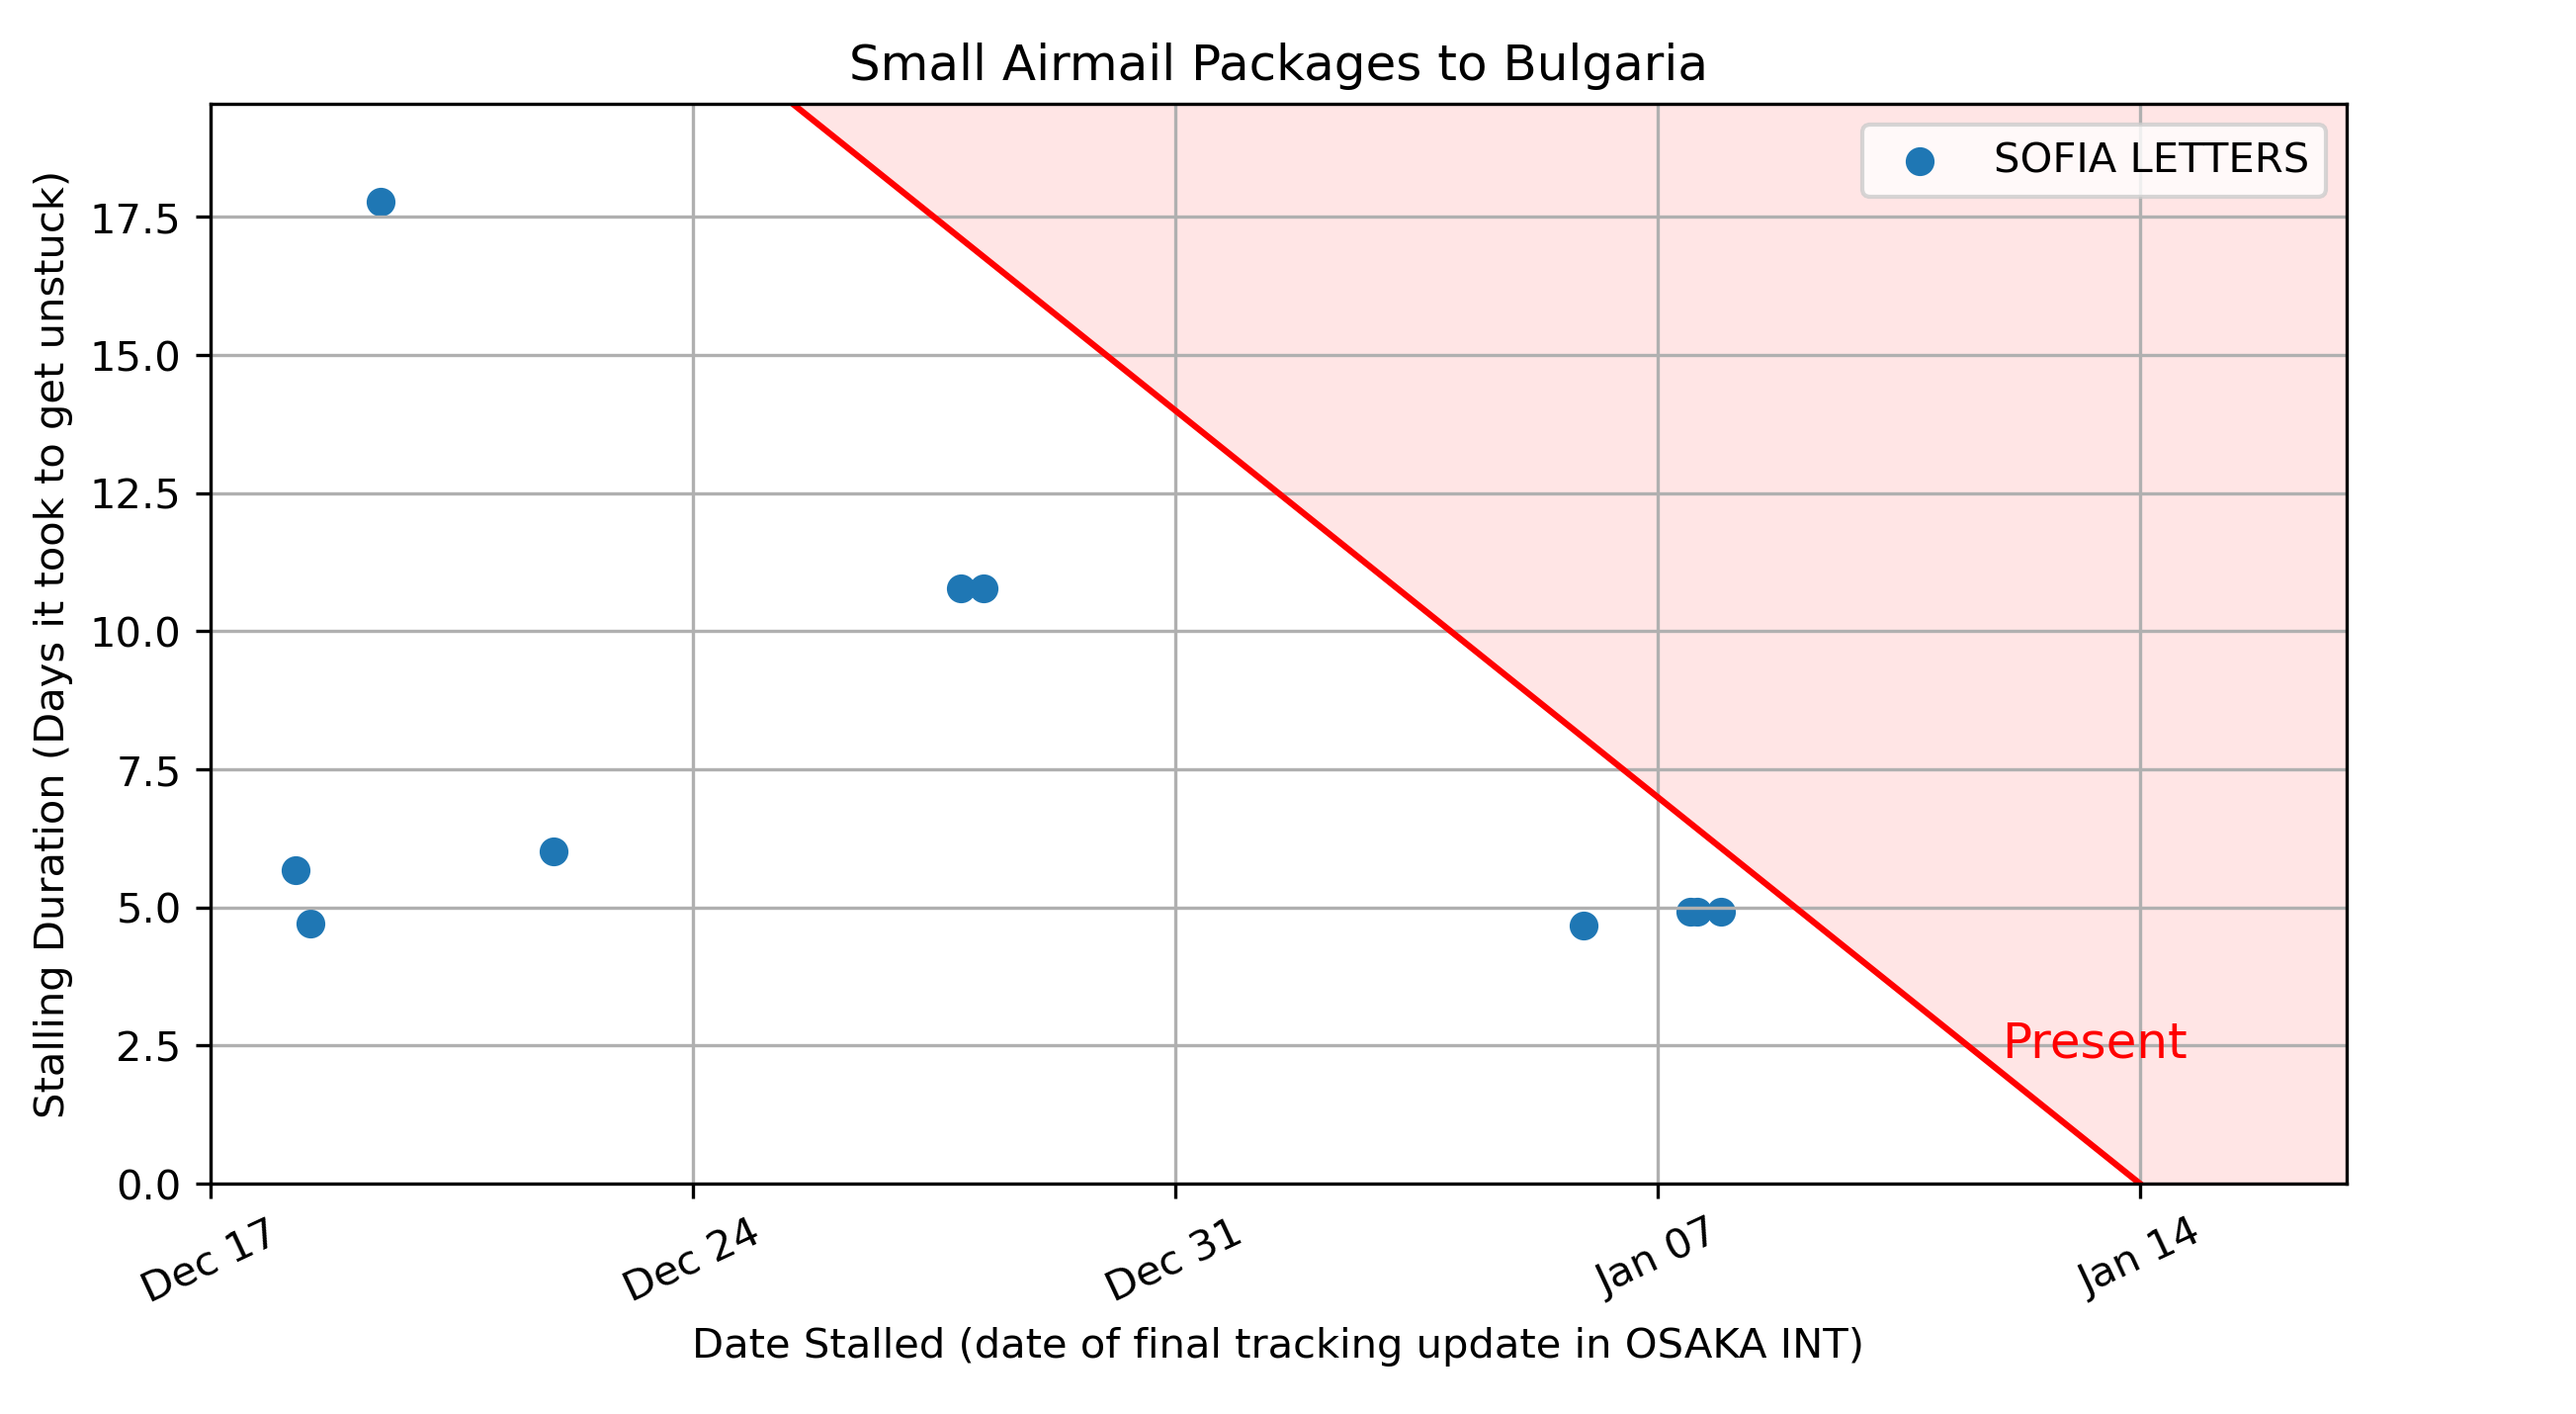 Small Airmail Packages to Bulgaria
SOFIA LETTERS
Stalling Duration (Days it took to get unstuck)
17.5
15.0
12.5
10.0
7.5
5.0
2.5
0.0
Present
Dec 17
Dec 24
Dec 31
Jan 07
Jan 14
Date Stalled (date of final tracking update in OSAKA INT)